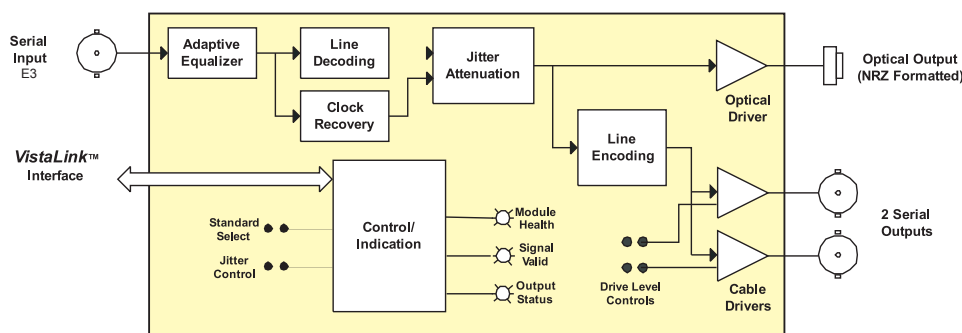 Serial
Input
E3
Adaptive
Equalizer
Line
Decoding
Clock
Recovery
Jitter
Attenuation
Optical
Driver
Optical Output
(NRZ Formatted)
Line
Encoding
VistaLink™
Interface
Standard
Select
Jitter
Control
Control/
Indication
Module
Health
Signal
Valid
Output
Status
Drive Level
Controls
Cable
Drivers
2 Serial
Outputs